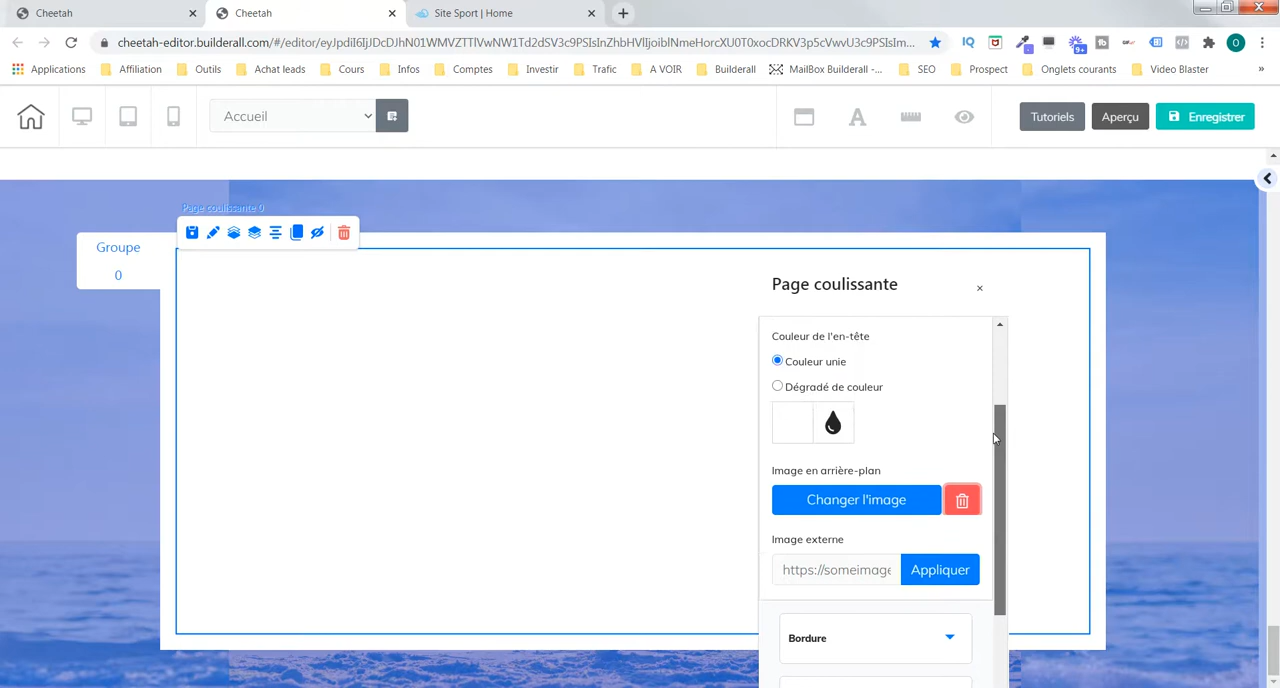 Cheetah
Cheetah
Site Sport | Home
cheetah-editor.builderall.com/#/editor/eyJpdiI6IjJDcDJhN01WMVZTTlVwNW1Td2dSV3c9PSIsInZhbHVlIjoiblNmeHorcXU0T0xocDRKV3p5cVwvU3c9PSIsIm...
Applications
Affiliation
Outils
Achat leads
Cours
Infos
Comptes
Investir
Trafic
A VOIR
Builderall
MailBox Builderall -...
SEO
Prospect
Onglets courants
Video Blaster
»
Accueil
Tutoriels
Aperçu
Enregistrer
Page coulissante 0
Groupe
0
Page coulissante
×
Couleur de l'en-tête
Couleur unie
Dégradé de couleur
Image en arrière-plan
Changer l'image
Image externe
https://someimage
Appliquer
Bordure